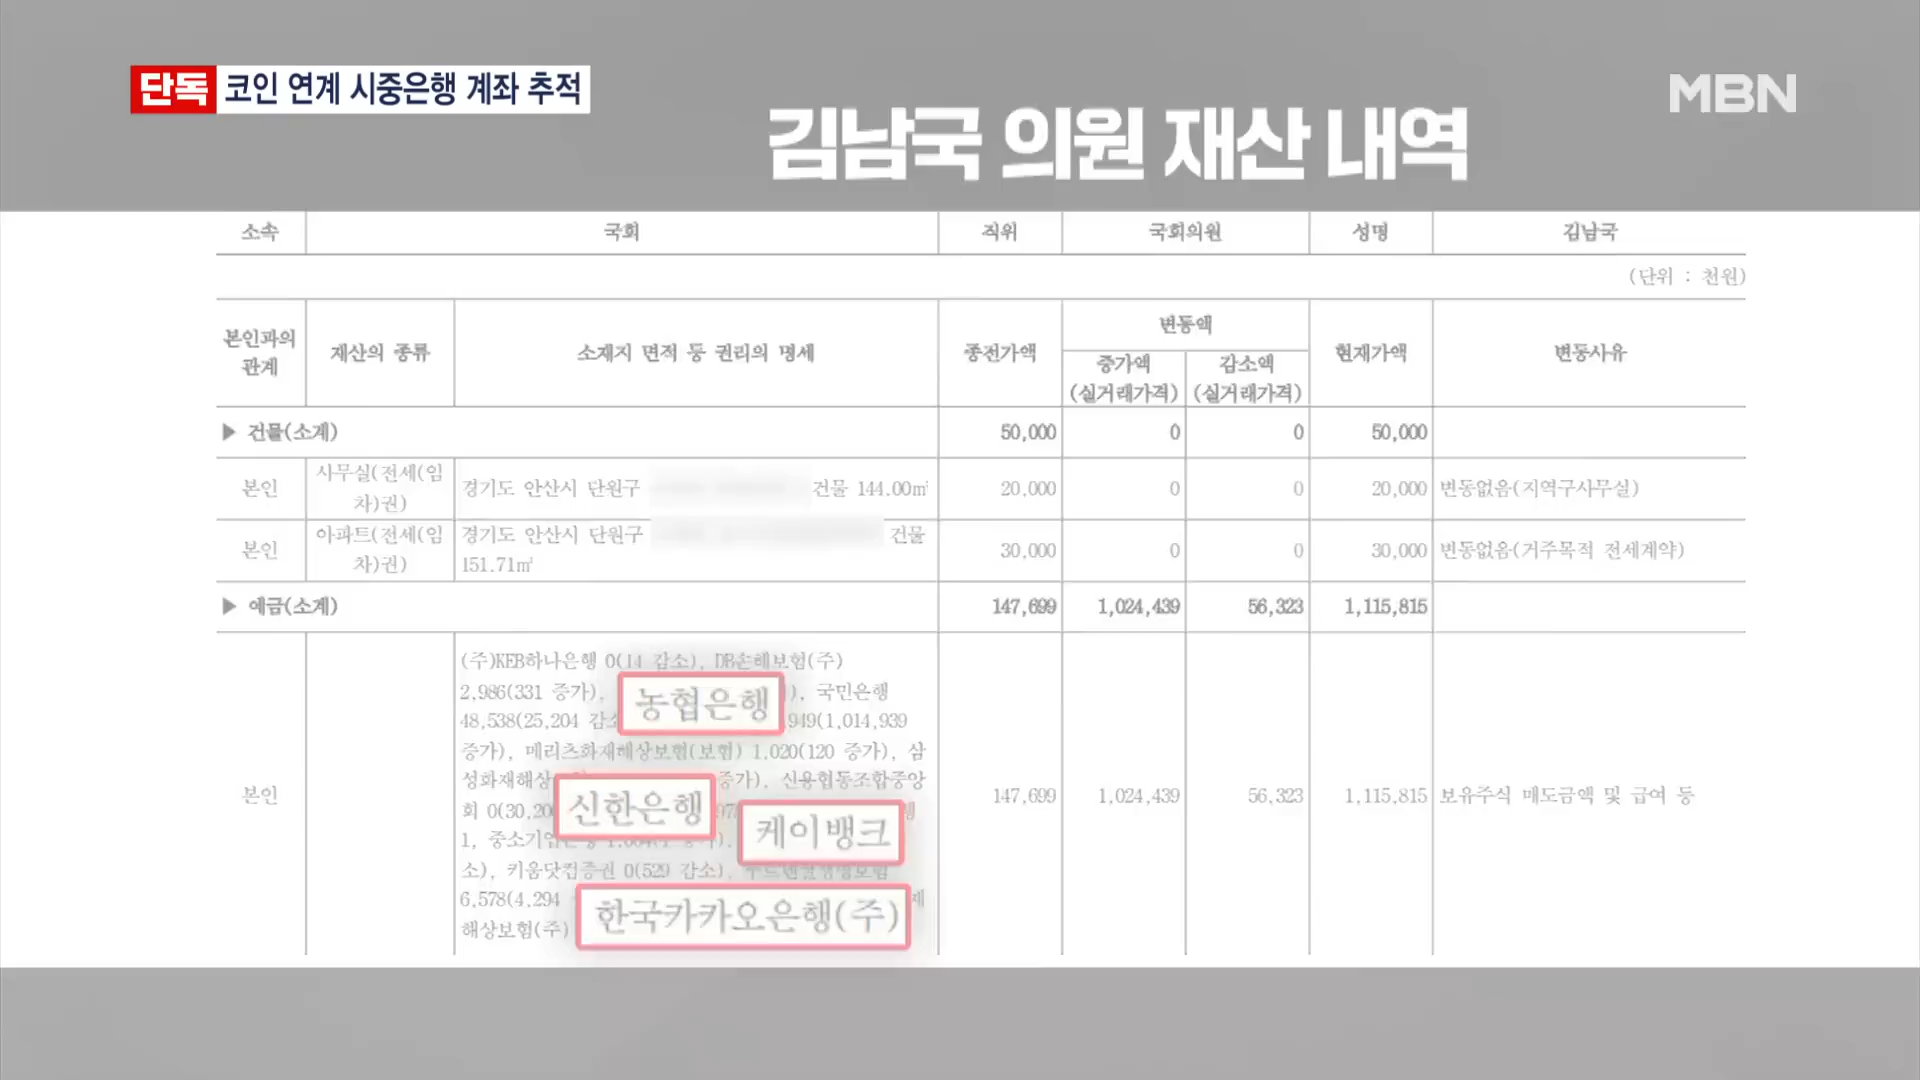 단독 코인 연계 시중은행 계좌 추적
MBN
김남국 의원 재산 내역
소속 국회 직위 국회의원 성명 김남국
(단위 : 천원)
본인과의 관계 재산의 종류 소재지 면적 등 권리의 명세 종전가액 변동액 현재가액 변동사유
증가액 (실거래가격) 감소액 (실거래가격)
▶ 건물(소계) 50,000 0 0 50,000
본인 사무실(전세(임차)권) 경기도 안산시 단원구 건물 144.00㎡ 20,000 0 0 20,000 변동없음(지역구사무실)
본인 아파트(전세(임차)권) 경기도 안산시 단원구 건물 151.71㎡ 30,000 0 0 30,000 변동없음(거주목적 전세계약)
▶ 예금(소계) 147,699 1,024,439 56,323 1,115,815
본인 147,699 1,024,439 56,323 1,115,815 보유주식 매도금액 및 급여 등
(주)KEB하나은행 0(14 감소), DB손해보험(주)
2,986(331 증가), 국민은행
농협은행
48,538(25,204 949(1,014,939
증가), 메리츠화재해상보험(보험) 1,020(120 증가), 삼
성화재해상 증가), 신용협동조합중앙
신한은행
회 0(30,20
케이뱅크
1, 중소기업
소), 키움닷컴증권 0(529 감소),
6,578(4,294
한국카카오은행(주)
해상보험(주)